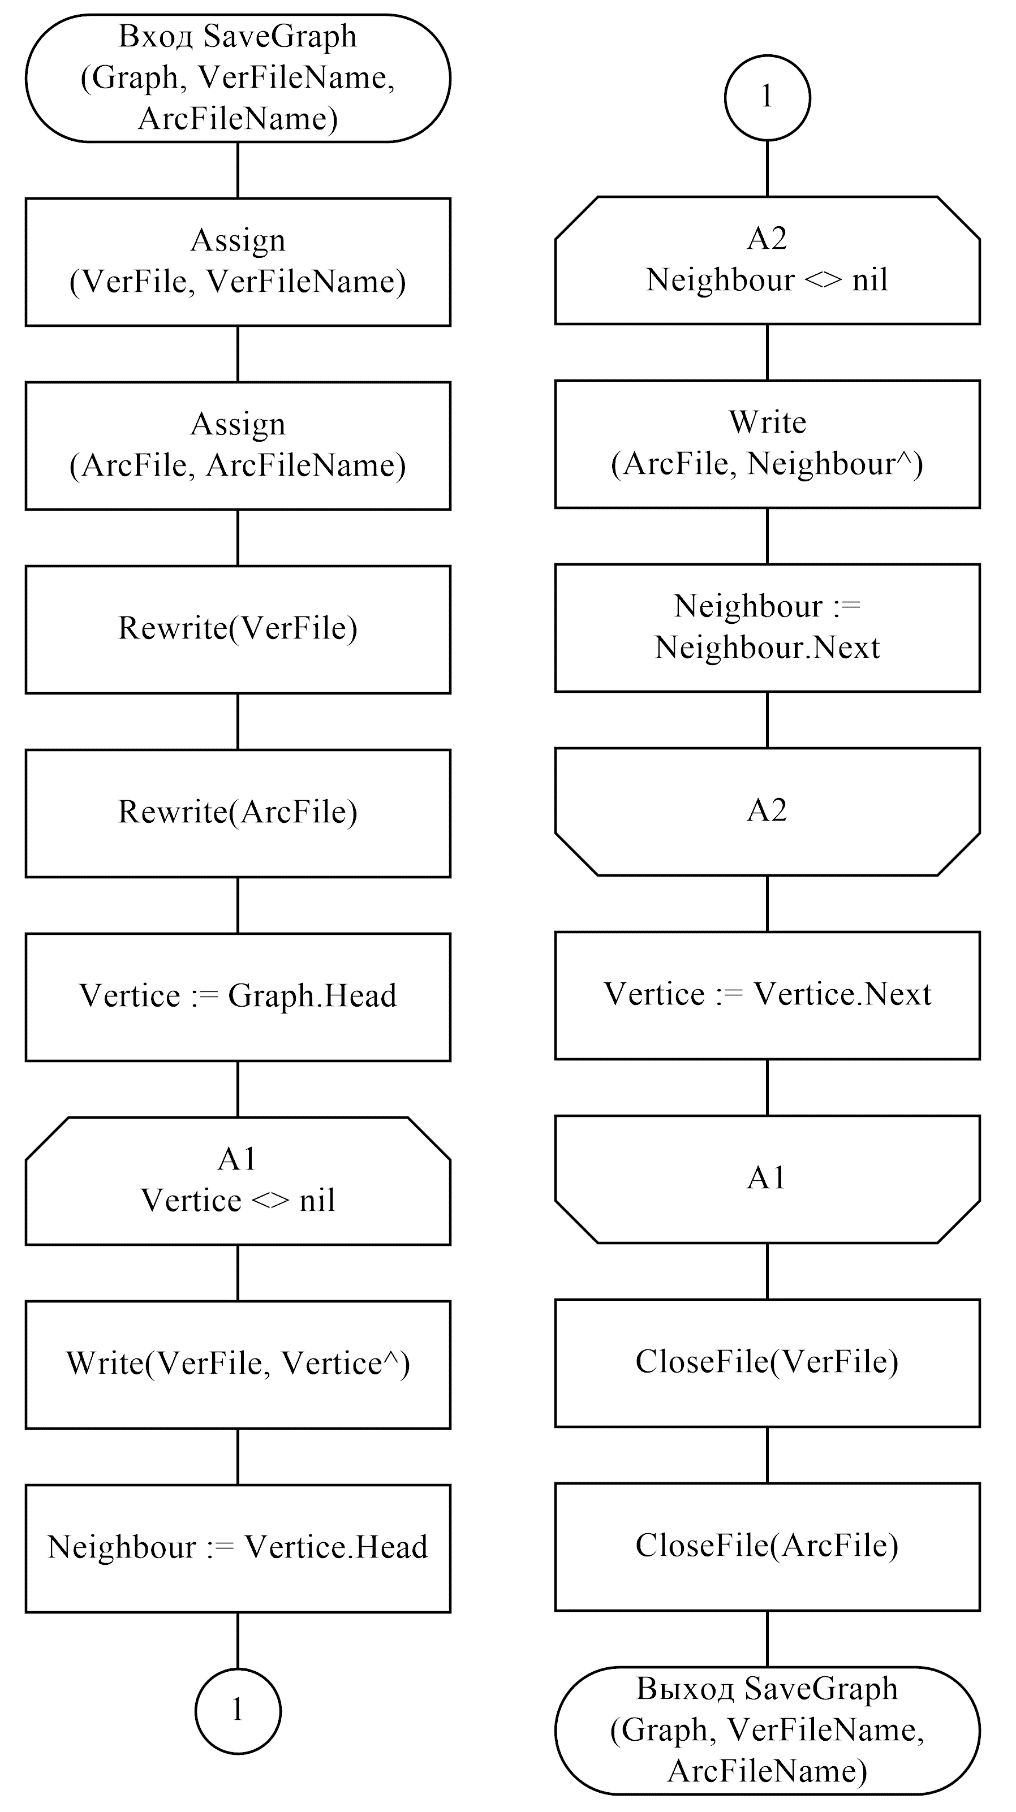 Вход SaveGraph
(Graph, VerFileName,
ArcFileName)
Assign
(VerFile, VerFileName)
Assign
(ArcFile, ArcFileName)
Rewrite(VerFile)
Rewrite(ArcFile)
Vertice := Graph.Head
A1
Vertice <> nil
Write(VerFile, Vertice^)
Neighbour := Vertice.Head
1
1
A2
Neighbour <> nil
Write
(ArcFile, Neighbour^)
Neighbour :=
Neighbour.Next
A2
Vertice := Vertice.Next
A1
CloseFile(VerFile)
CloseFile(ArcFile)
Выход SaveGraph
(Graph, VerFileName,
ArcFileName)